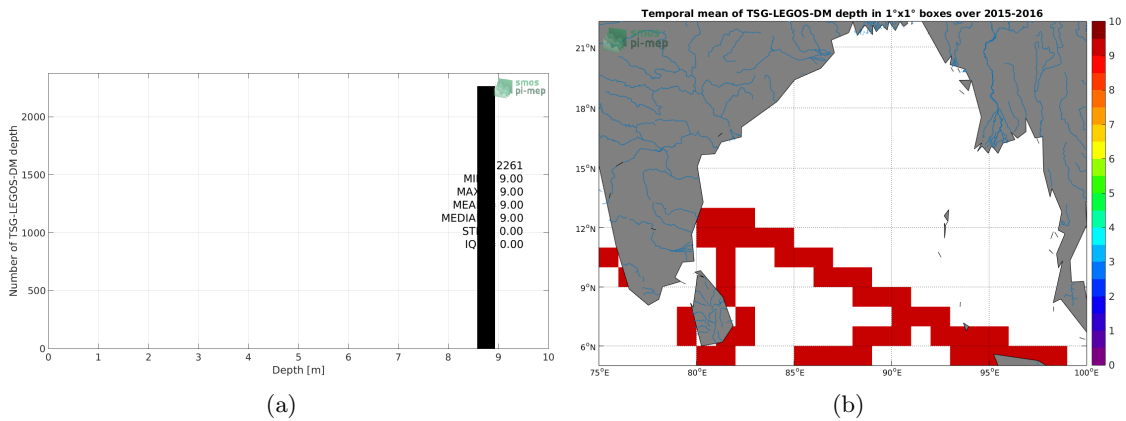 Number of TSG-LEGOS-DM depth
2000
1500
1000
500
0
0 1 2 3 4 5 6 7 8 9 10
Depth [m]
smos
pi-mep
2261
9.00
9.00
9.00
MEDIAN 9.00
0.00
0.00
(a)
Temporal mean of TSG-LEGOS-DM depth in 1°x1° boxes over 2015-2016
smos
pi-mep
21°N
18°N
15°N
12°N
9°N
6°N
75°E 80°E 85°E 90°E 95°E 100°E
10
9
8
7
6
5
4
3
2
1
0
(b)